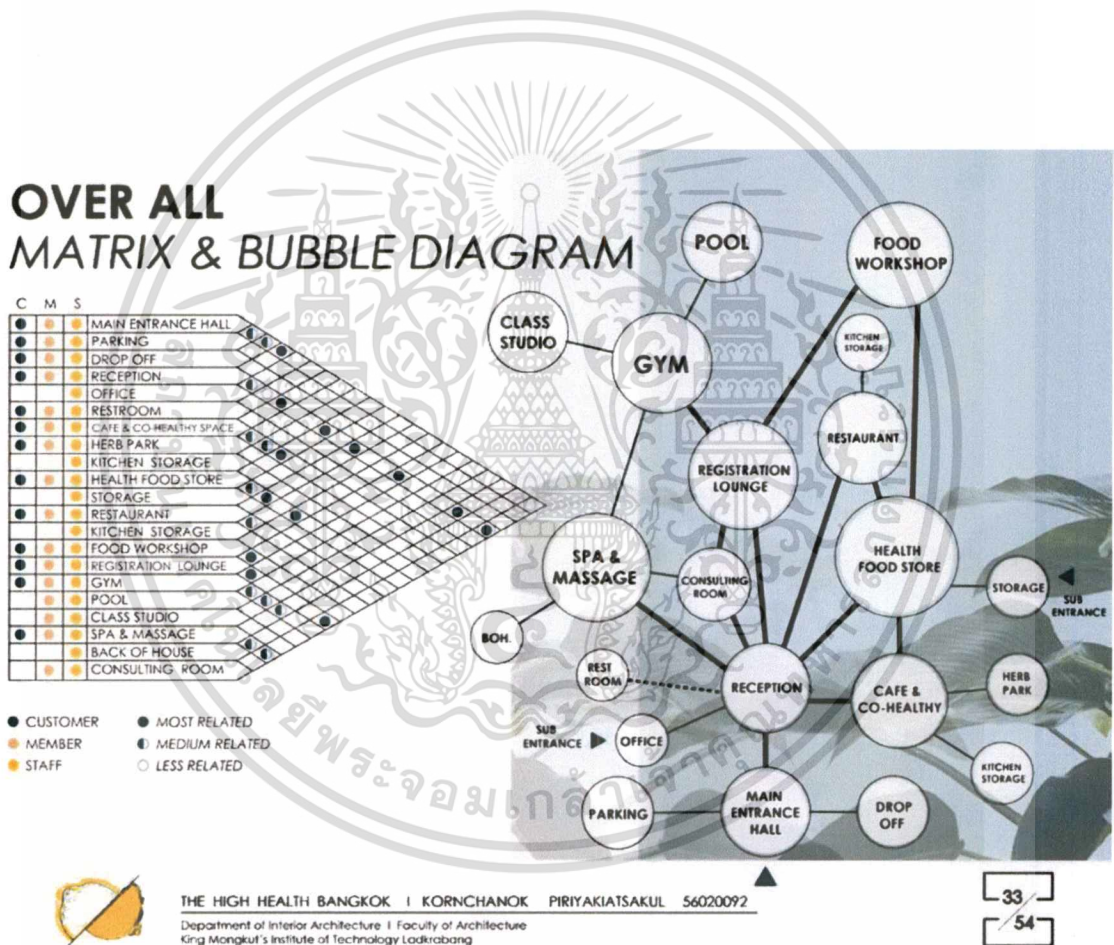 OVER ALL
MATRIX & BUBBLE DIAGRAM
C M S
MAIN ENTRANCE HALL
PARKING
DROP OFF
RECEPTION
OFFICE
RESTROOM
CAFE & CO-HEALTHY SPACE
HERB PARK
KITCHEN STORAGE
HEALTH FOOD STORE
STORAGE
RESTAURANT
KITCHEN STORAGE
FOOD WORKSHOP
REGISTRATION LOUNGE
GYM
POOL
CLASS STUDIO
SPA & MASSAGE
BACK OF HOUSE
CONSULTING ROOM
CUSTOMER
MEMBER
STAFF
MOST RELATED
MEDIUM RELATED
LESS RELATED
POOL
FOOD
WORKSHOP
CLASS
STUDIO
KITCHEN
STORAGE
GYM
RESTAURANT
REGISTRATION
LOUNGE
SPA &
MASSAGE
HEALTH
FOOD STORE
CONSULTING
ROOM
STORAGE
SUB
ENTRANCE
BOH.
REST
ROOM
RECEPTION
CAFE &
CO-HEALTHY
HERB
PARK
SUB
ENTRANCE
OFFICE
KITCHEN
STORAGE
PARKING
MAIN
ENTRANCE
HALL
DROP
OFF
THE HIGH HEALTH BANGKOK I KORNCHANOK PIRIYAKIATSAKUL 56020092
Department of Interior Architecture I Faculty of Architecture
King Mongkut's Institute of Technology Ladkrabang
33
54